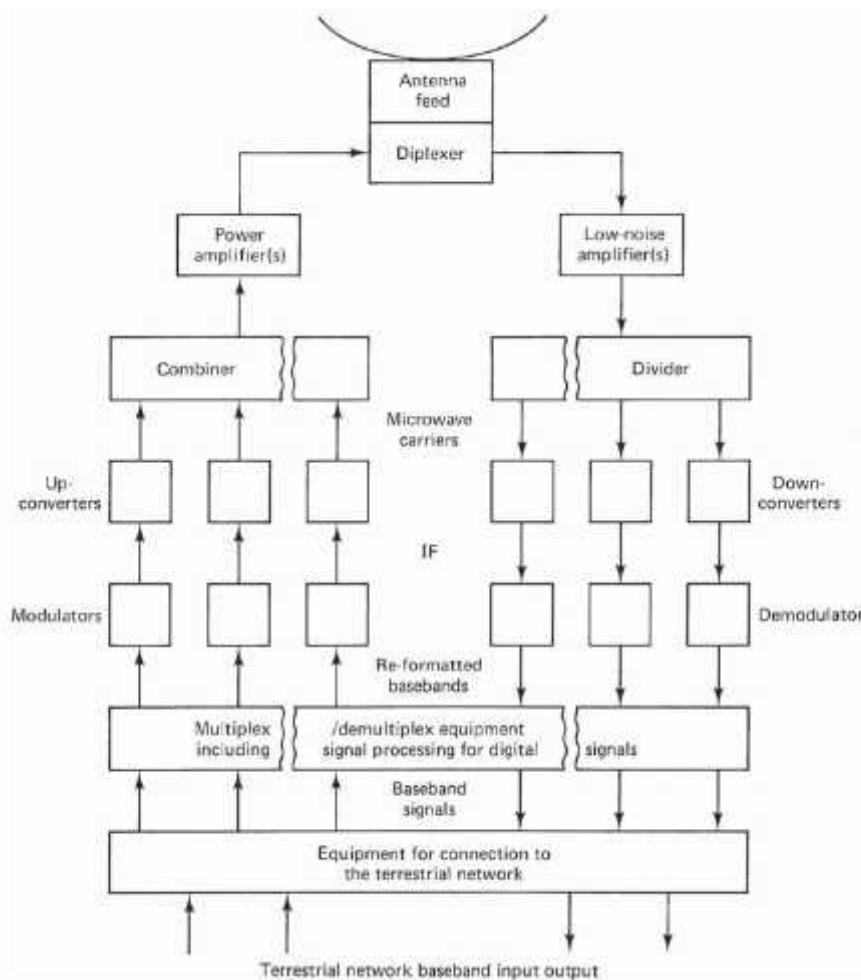 Antenna
feed
Diplexer
Power
amplifier(s)
Low-noise
amplifier(s)
Combiner
Divider
Microwave
carriers
Up-
converters
Down-
converters
IF
Modulators
Demodulator
Re-formatted
basebands
Multiplex /demultiplex equipment
including signal processing for digital signals
Baseband
signals
Equipment for connection to
the terrestrial network
Terrestrial network baseband input output